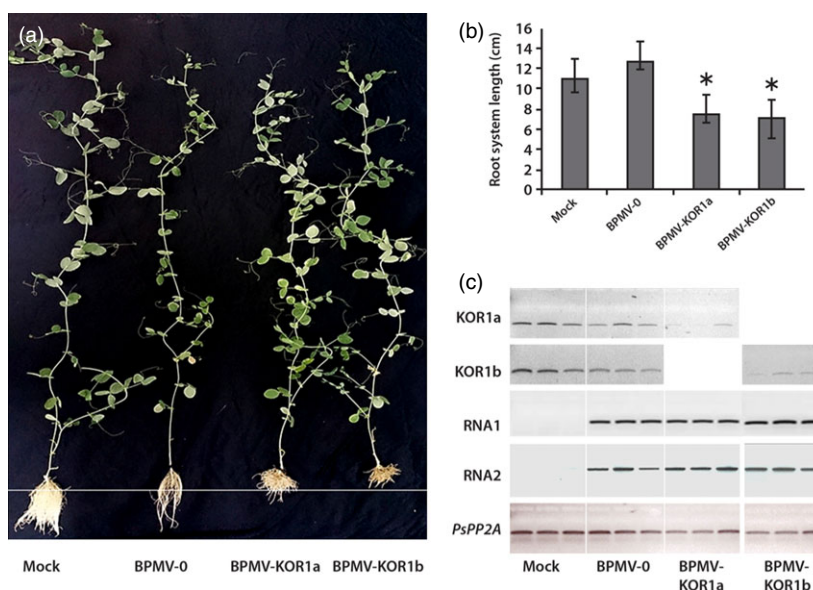 (a)
Mock BPMV-0 BPMV-KOR1a BPMV-KOR1b
(b)
Root system length (cm)
16
14
12
10
8
6
4
2
0
* *
Mock BPMV-0 BPMV-KOR1a BPMV-KOR1b
(c)
KOR1a
KOR1b
RNA1
RNA2
PsPP2A
Mock BPMV-0 BPMV- BPMV-
KOR1a KOR1b